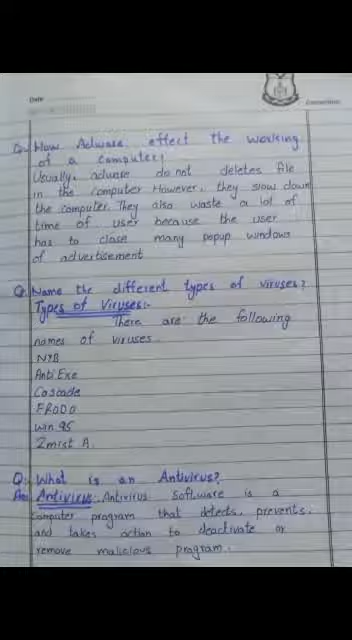 Date
Q: How Adware effect the working
of a computer?
Usually, adware do not deletes file
in the computer However, they slow down
the computer. They also waste a lot of
time of user because the user
has to close many popup windows
of advertisement
Q: Name the different types of viruses?
Types of Viruses:-
There are the following
names of viruses.
NYB
Anti Exe
Cascade
FRODO
Win 95
Zmist A.
Q: What is an Antivirus?
Ans Antivirus: Antivirus Software is a
computer program that detects, prevents,
and takes action to deactivate or
remove malicious program.